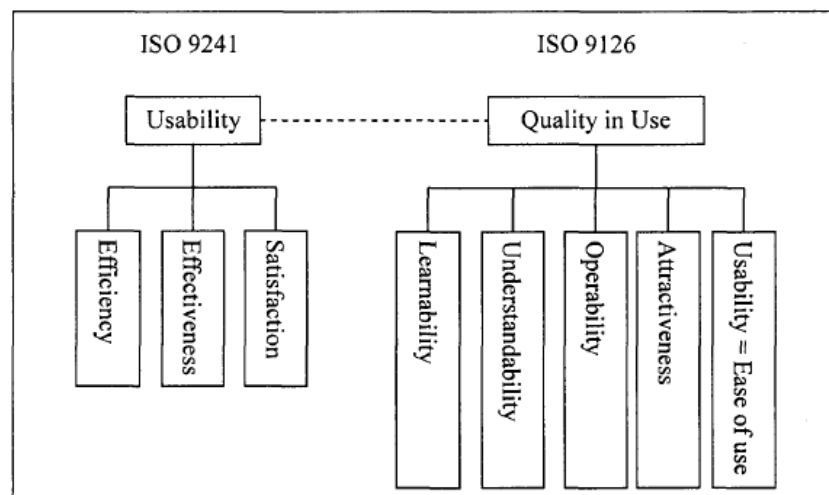 ISO 9241
ISO 9126
Usability
Quality in Use
Efficiency
Effectiveness
Satisfaction
Learnability
Understandability
Operability
Attractiveness
Usability = Ease of use